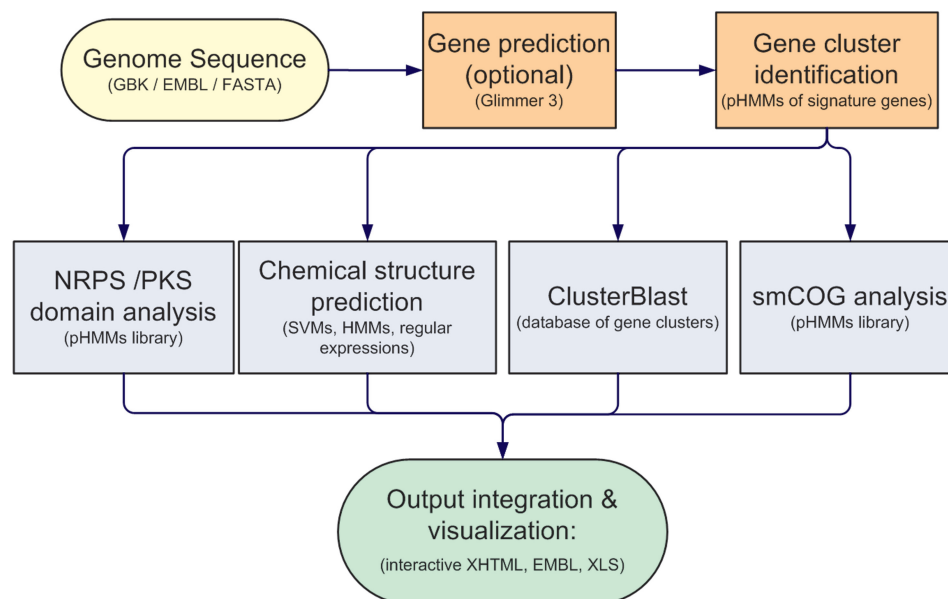 Genome Sequence
(GBK / EMBL / FASTA)
Gene prediction
(optional)
(Glimmer 3)
Gene cluster
identification
(pHMMs of signature genes)
NRPS /PKS
domain analysis
(pHMMs library)
Chemical structure
prediction
(SVMs, HMMs, regular
expressions)
ClusterBlast
(database of gene clusters)
smCOG analysis
(pHMMs library)
Output integration &
visualization:
(interactive XHTML, EMBL, XLS)